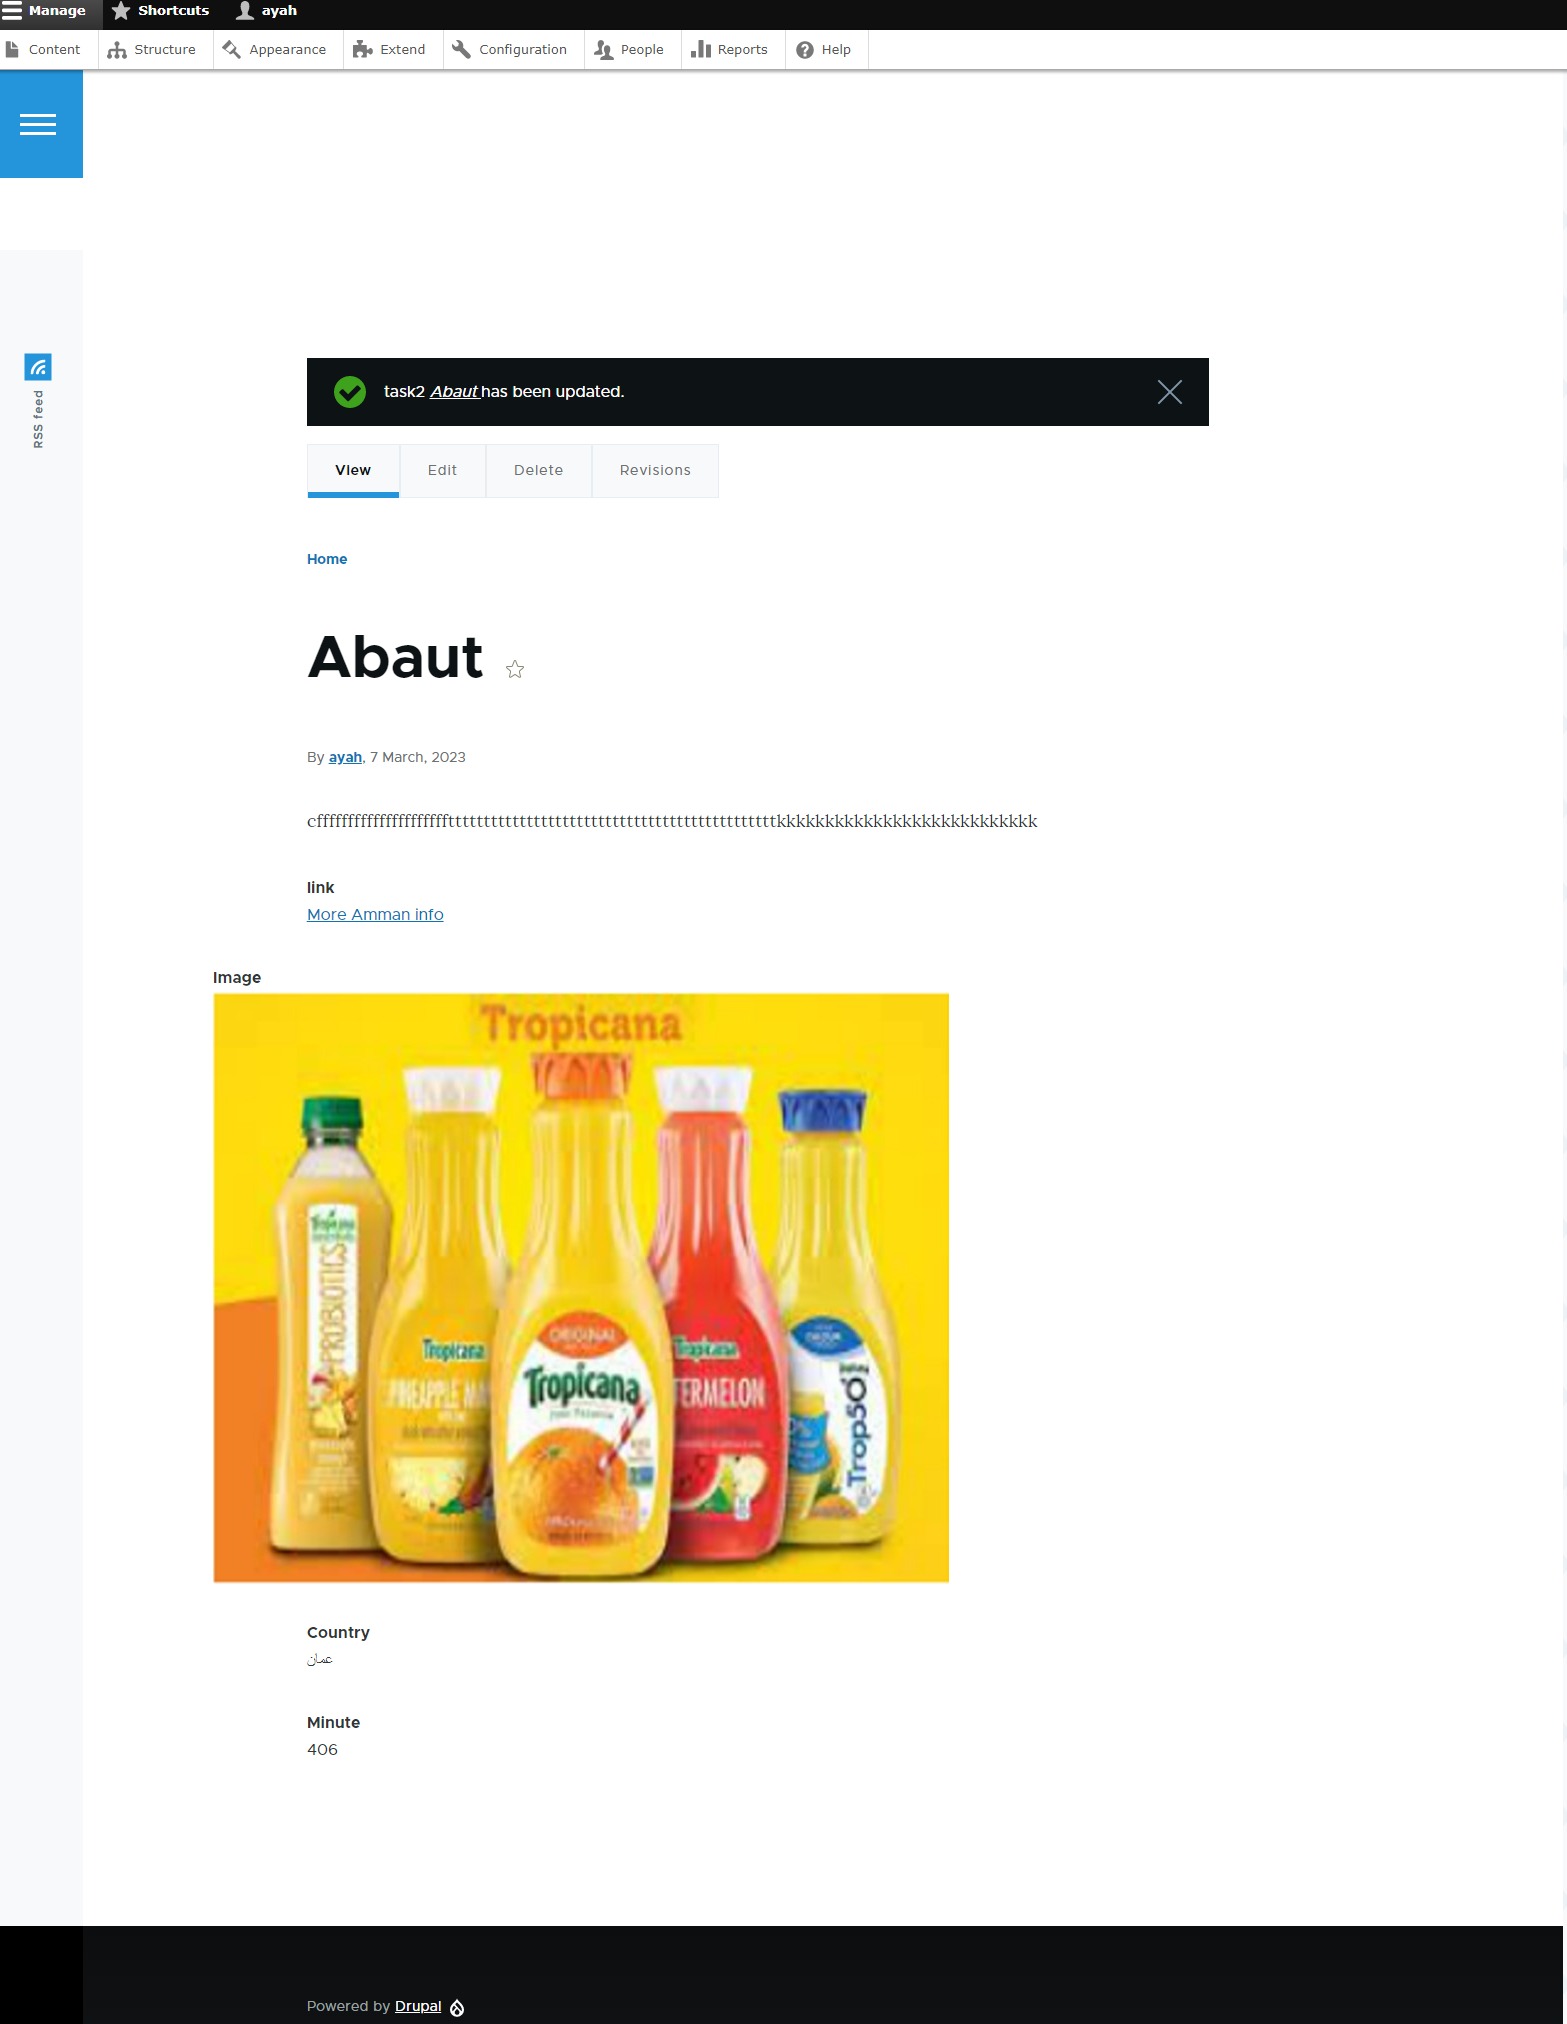 Manage Shortcuts ayah
Content Structure Appearance Extend Configuration People Reports Help
RSS feed
task2 Abaut has been updated.
View Edit Delete Revisions
Home
Abaut
By ayah, 7 March, 2023
cffffffffffffffffffffftttttttttttttttttttttttttttttttttttttttttttttttkkkkkkkkkkkkkkkkkkkkkkkkkkk
link
More Amman info
Image
Tropicana
PROBIOTICS
Tropicana
PINEAPPLE
ORIGINAL
Tropicana
Tropicana
TERMELON
Trop50
Country
عمان
Minute
406
Powered by Drupal